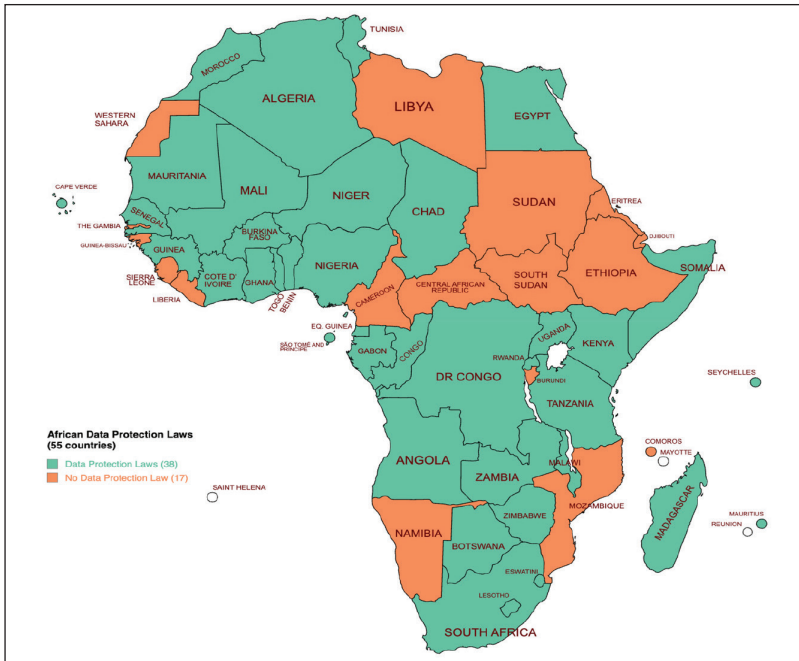 TUNISIA
MOROCCO
ALGERIA
LIBYA
EGYPT
WESTERN
SAHARA
MAURITANIA
MALI
NIGER
CHAD
SUDAN
ERITREA
CAPE VERDE
SENEGAL
THE GAMBIA
GUINEA-BISSAU
GUINEA
BURKINA
FASO
DJIBOUTI
SIERRA
LEONE
LIBERIA
COTE D'
IVOIRE
GHANA
TOGO
BENIN
NIGERIA
CAMEROON
CENTRAL AFRICAN
REPUBLIC
SOUTH
SUDAN
ETHIOPIA
SOMALIA
EQ. GUINEA
SÃO TOMÉ AND
PRINCIPE
GABON
CONGO
DR CONGO
UGANDA
KENYA
RWANDA
BURUNDI
TANZANIA
SEYCHELLES
African Data Protection Laws
(55 countries)
Data Protection Laws (38)
No Data Protection Law (17)
SAINT HELENA
ANGOLA
ZAMBIA
MALAWI
COMOROS
MAYOTTE
MOZAMBIQUE
MADAGASCAR
MAURITIUS
REUNION
NAMIBIA
ZIMBABWE
BOTSWANA
ESWATINI
LESOTHO
SOUTH AFRICA